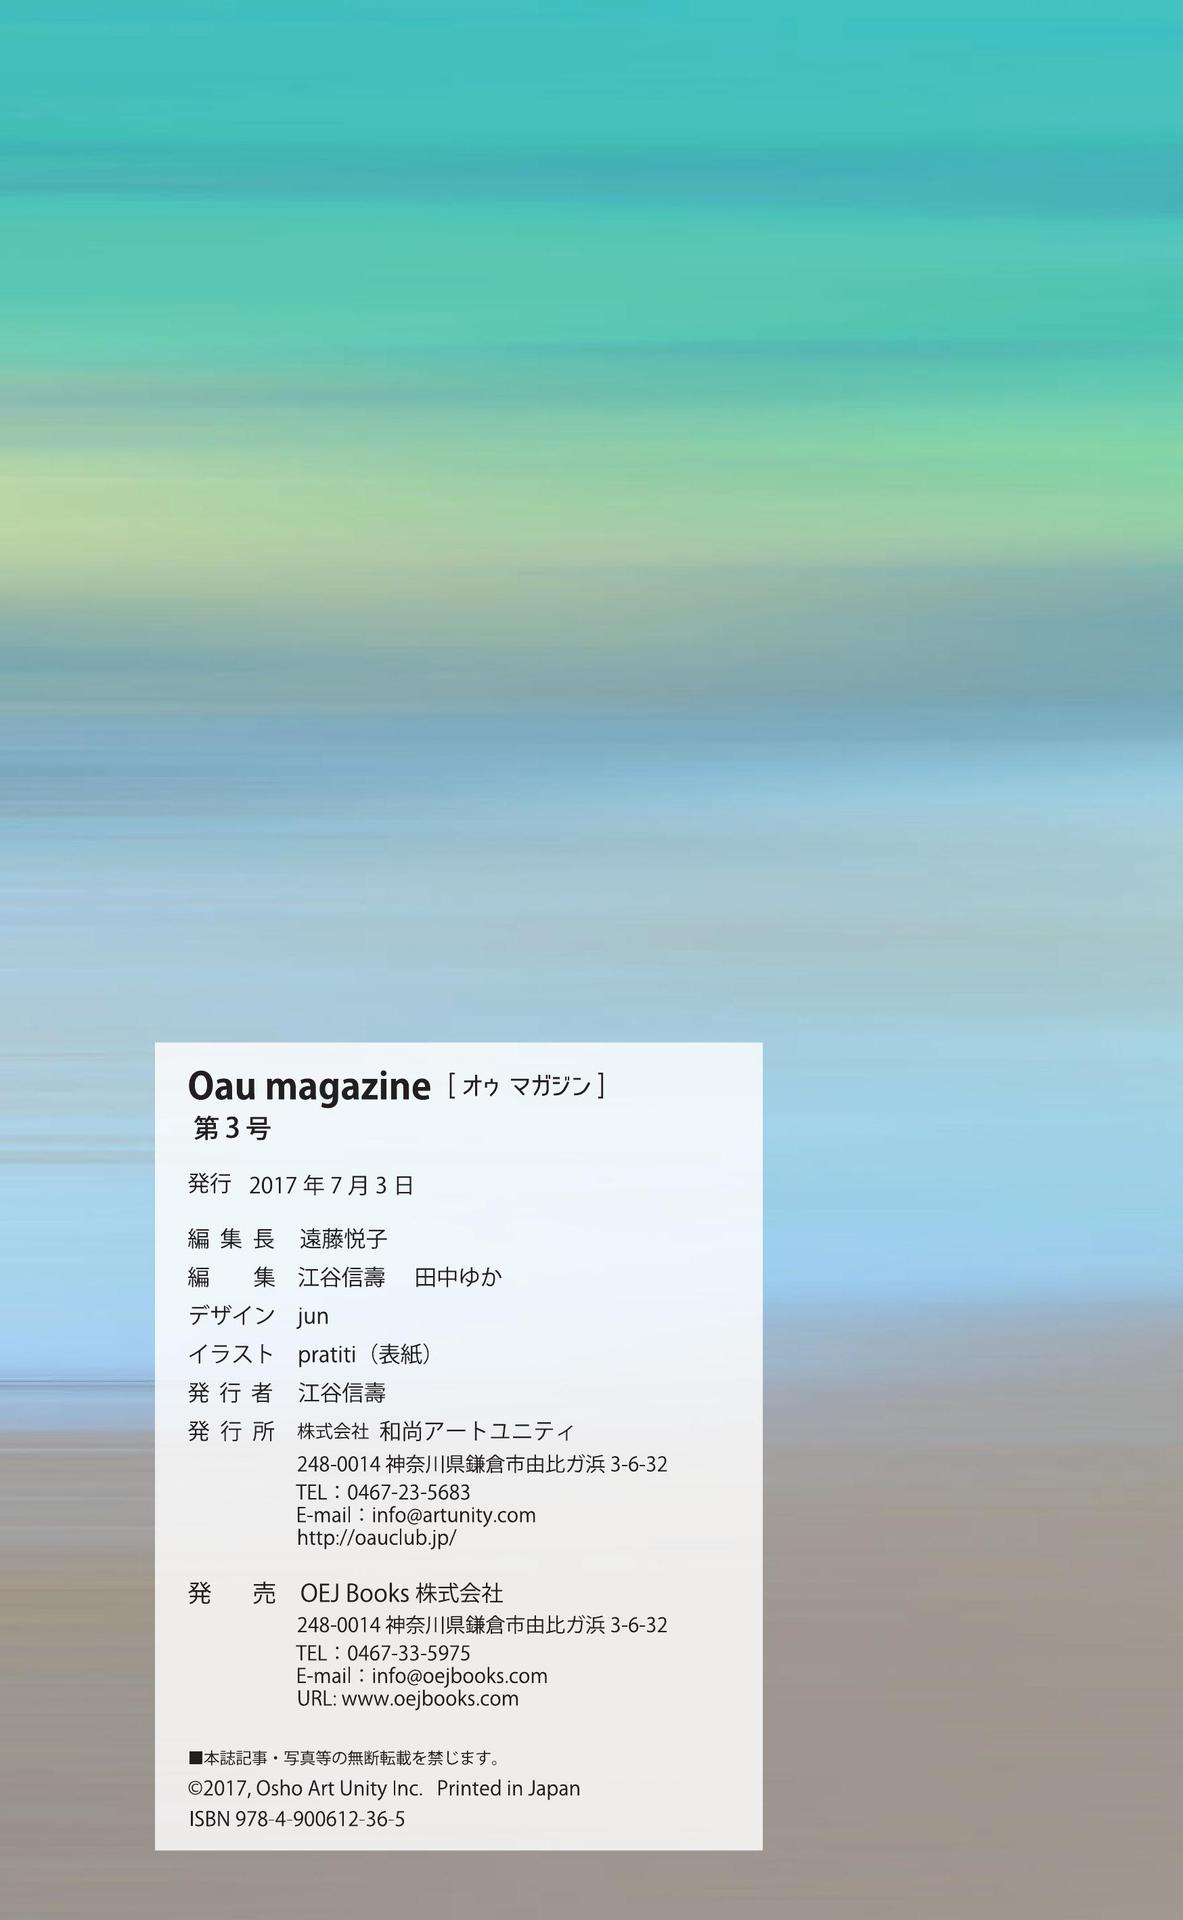 Oau magazine [ オゥ マガジン ]
第 3 号
発行 2017 年 7 月 3 日
編 集 長 遠藤悦子
編 集 江谷信壽 田中ゆか
デザイン jun
イラスト pratiti（表紙）
発 行 者 江谷信壽
発 行 所 株式会社 和尚アートユニティ
248-0014 神奈川県鎌倉市由比ガ浜 3-6-32
TEL：0467-23-5683
E-mail：info@artunity.com
http://oauclub.jp/
発 売 OEJ Books 株式会社
248-0014 神奈川県鎌倉市由比ガ浜 3-6-32
TEL：0467-33-5975
E-mail：info@oejbooks.com
URL: www.oejbooks.com
■本誌記事・写真等の無断転載を禁じます。
©2017, Osho Art Unity Inc. Printed in Japan
ISBN 978-4-900612-36-5